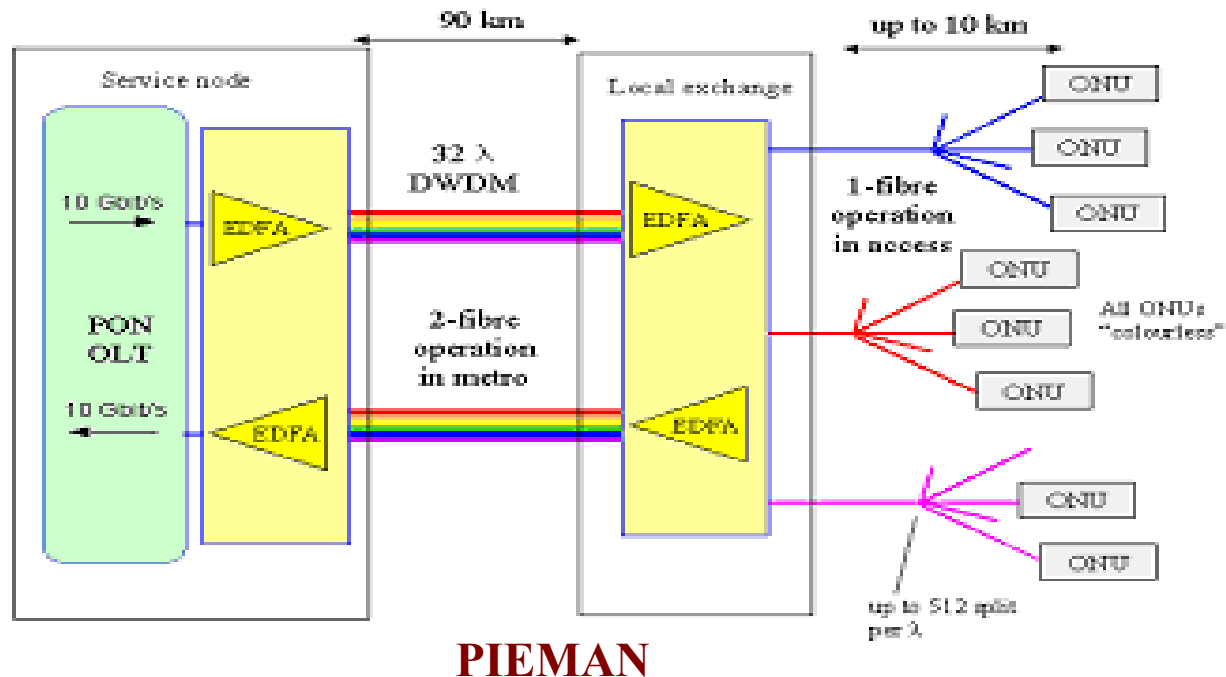 90 km
up to 10 km
Service node
Local exchange
ONU
ONU
ONU
32 λ
DWDM
10 Gbit/s
EDFA
EDFA
1-fibre
operation
in access
ONU
ONU
ONU
All ONUs
"colourless"
PON
OLT
2-fibre
operation
in metro
10 Gbit/s
EDFA
EDFA
ONU
ONU
up to 512 split
per λ
PIEMAN